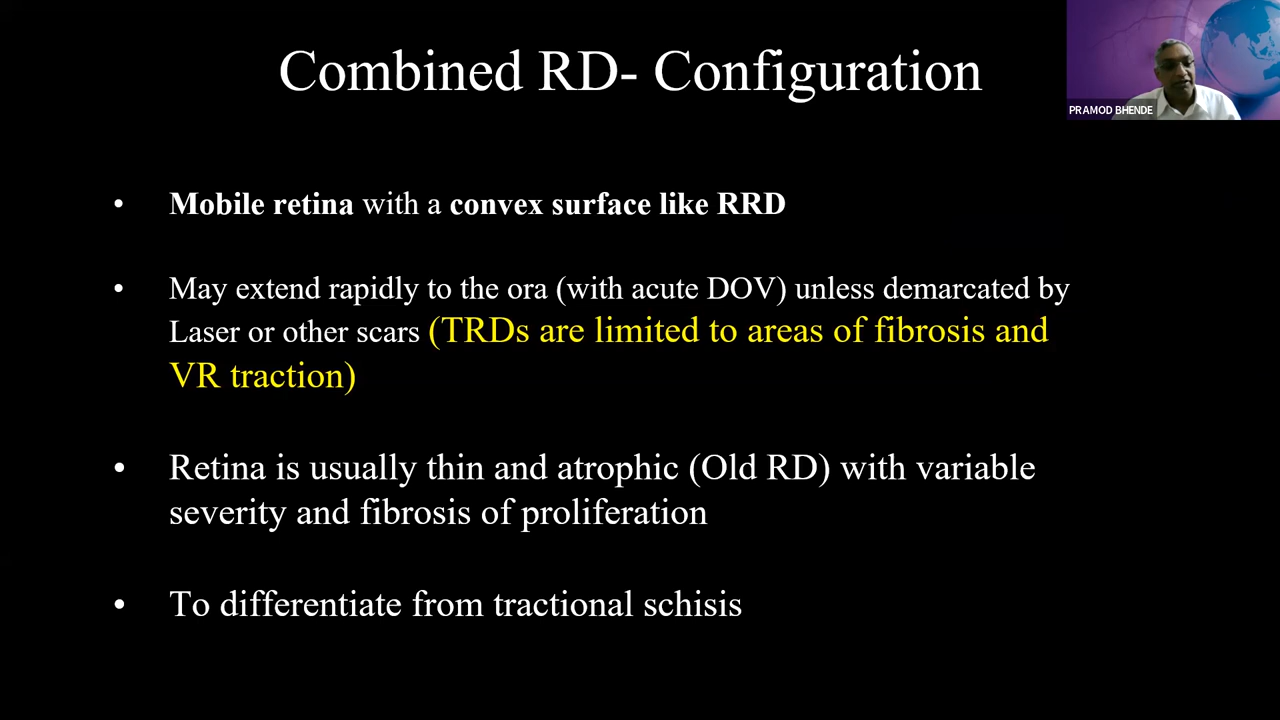 Combined RD- Configuration
PRAMOD BHENDE
• Mobile retina with a convex surface like RRD
• May extend rapidly to the ora (with acute DOV) unless demarcated by
Laser or other scars (TRDs are limited to areas of fibrosis and
VR traction)
• Retina is usually thin and atrophic (Old RD) with variable
severity and fibrosis of proliferation
• To differentiate from tractional schisis